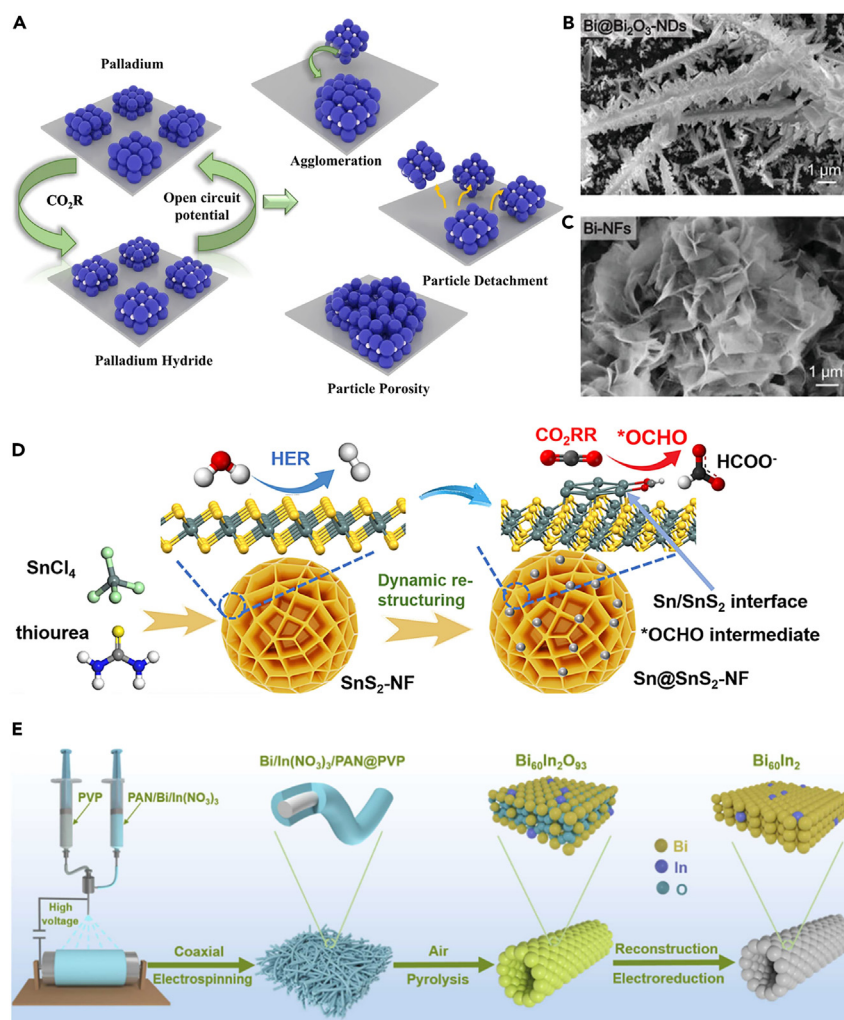 A
Palladium
CO₂R
Open circuit
potential
Palladium Hydride
Agglomeration
Particle Detachment
Particle Porosity
B
Bi@Bi₂O₃-NDs
1 μm
C
Bi-NFs
1 μm
D
HER
CO₂RR
*OCHO
HCOO⁻
SnCl₄
thiourea
Dynamic re-
structuring
SnS₂-NF
Sn/SnS₂ interface
*OCHO intermediate
Sn@SnS₂-NF
E
PVP
PAN/Bi/In(NO₃)₃
High
voltage
Coaxial
Electrospinning
Bi/In(NO₃)₃/PAN@PVP
Air
Pyrolysis
Bi₆₀In₂O₉₃
Bi
In
O
Reconstruction
Electroreduction
Bi₆₀In₂